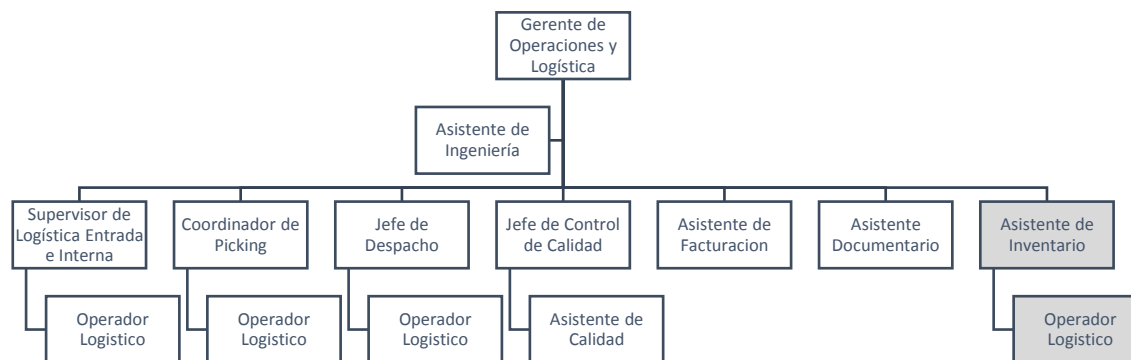 Gerente de
Operaciones y
Logística
Asistente de
Ingeniería
Supervisor de
Logística Entrada
e Interna
Coordinador de
Picking
Jefe de
Despacho
Jefe de Control
de Calidad
Asistente de
Facturacion
Asistente
Documentario
Asistente de
Inventario
Operador
Logistico
Operador
Logistico
Operador
Logistico
Asistente de
Calidad
Operador
Logistico